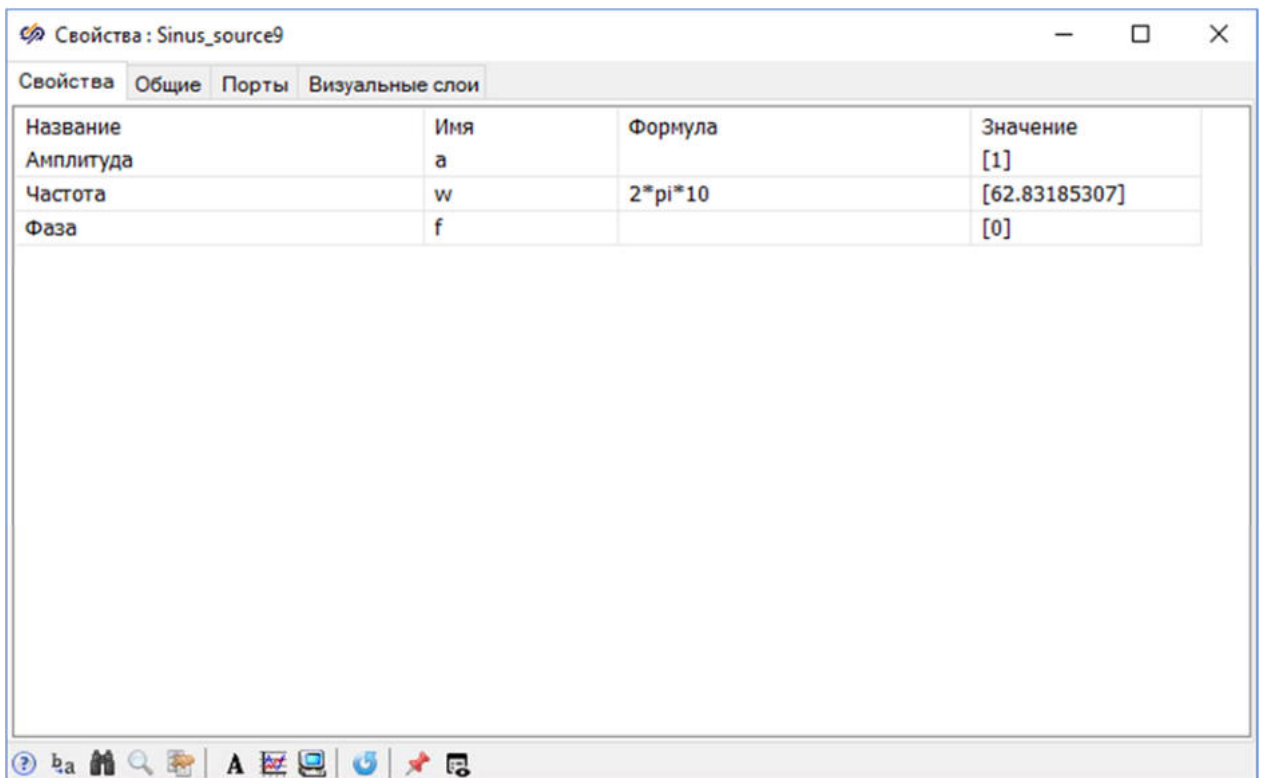 Свойства : Sinus_source9
Свойства Общие Порты Визуальные слои
Название Имя Формула Значение
Амплитуда a [1]
Частота w 2*pi*10 [62.83185307]
Фаза f [0]